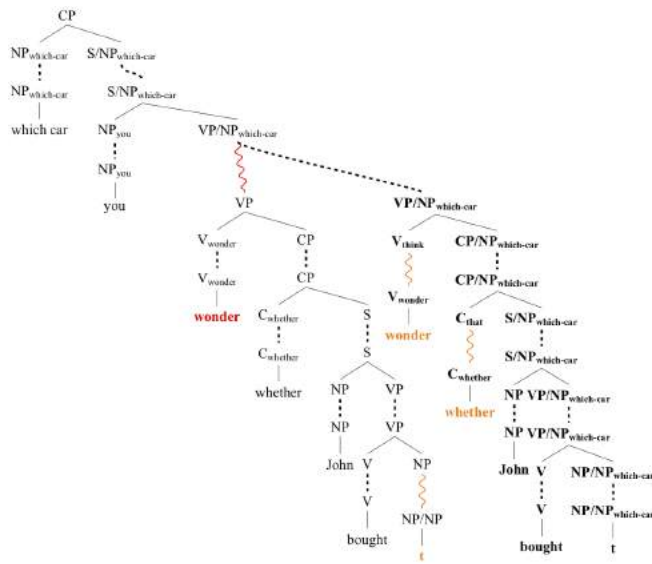 CP
NPwhich-car S/NPwhich-car
NPwhich-car S/NPwhich-car
which car NPyou VP/NPwhich-car
NPyou
you VP VP/NPwhich-car
Vwonder CP Vthink CP/NPwhich-car
Vwonder CP Vwonder CP/NPwhich-car
wonder Cwhether S wonder Cthat S/NPwhich-car
Cwhether S Cwhether S/NPwhich-car
whether NP VP whether NP VP/NPwhich-car
NP VP NP VP/NPwhich-car
John V NP John V NP/NPwhich-car
V NP/NP V NP/NPwhich-car
bought t bought t